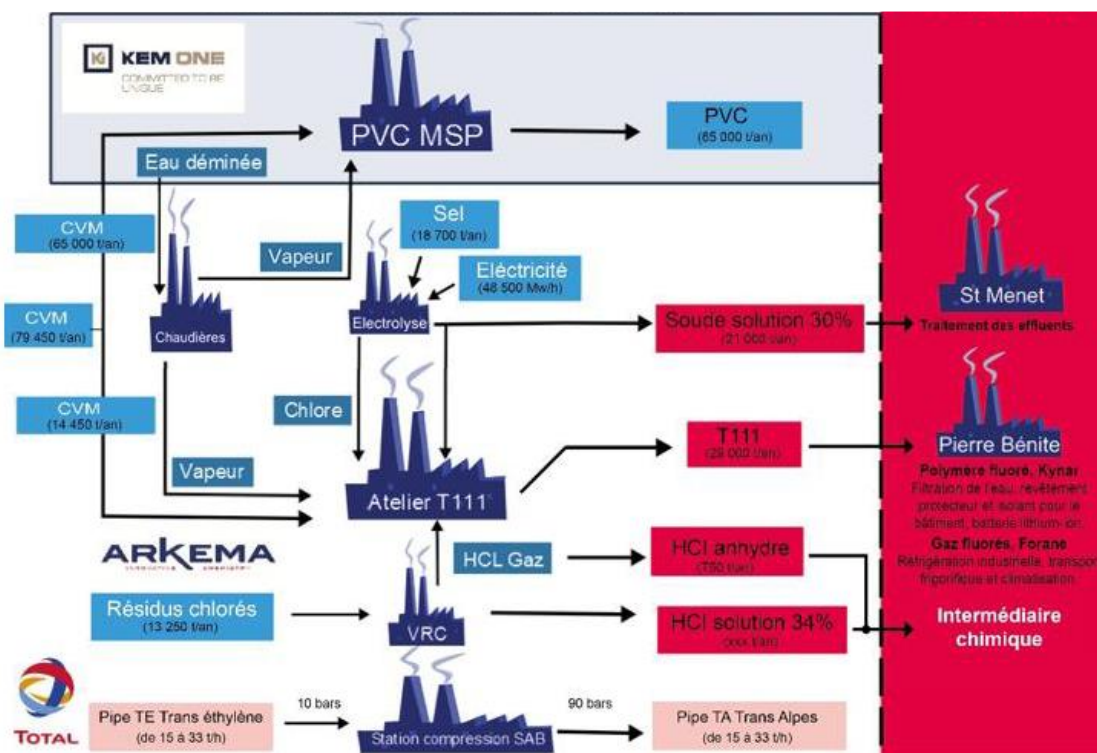 KEM ONE
COMMITTED TO BE
UNIQUE
PVC MSP
PVC
(65 000 t/an)
Eau déminée
CVM
(65 000 t/an)
Vapeur
Sel
(18 700 t/an)
Eléctricité
(48 500 Mw/h)
St Menet
Traitement des effluents
CVM
(79 450 t/an)
Chaudières
Electrolyse
Soude solution 30%
(21 000 t/an)
CVM
(14 450 t/an)
Chlore
T111
Pierre Bénite
Vapeur
Atelier T111
Polymère fluoré, Kynar
Filtration de l'eau, revêtement
protecteur et isolant pour le
bâtiment, batterie lithium-ion.
Gaz fluorés, Forane
Réfrigération industrielle, transport
frigorifique et climatisation.
ARKEMA
INNOVATIVE CHEMISTRY
HCL Gaz
HCl anhydre
(750 t/an)
Résidus chlorés
(13 250 t/an)
VRC
HCl solution 34%
(xxx t/an)
Intermédiaire
chimique
TOTAL
Pipe TE Trans éthylène
(de 15 à 33 t/h)
10 bars
Station compression SAB
90 bars
Pipe TA Trans Alpes
(de 15 à 33 t/h)